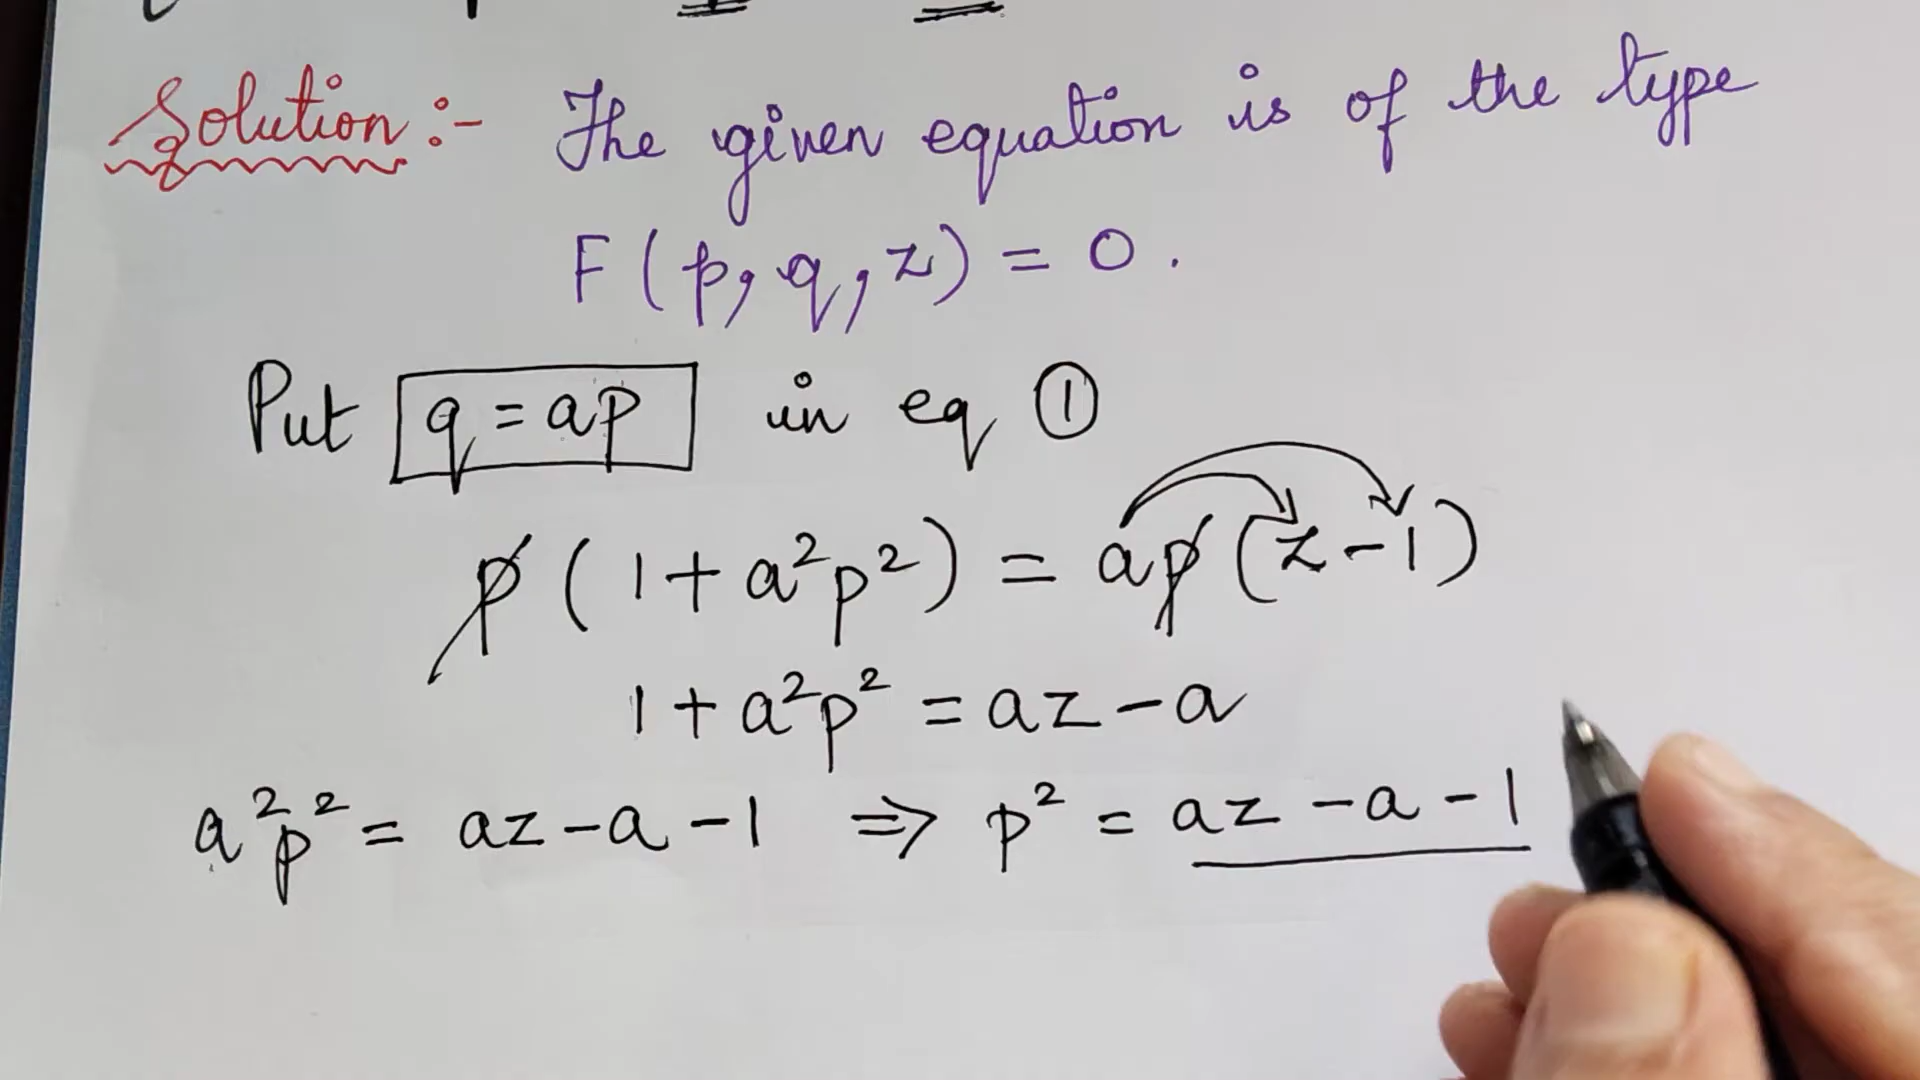 Solution :- The given equation is of the type
F(p, q, z) = 0.
Put q = ap in eq ①
p(1 + a²p²) = ap(z - 1)
1 + a²p² = az - a
a²p² = az - a - 1 ⇒ p² = az - a - 1